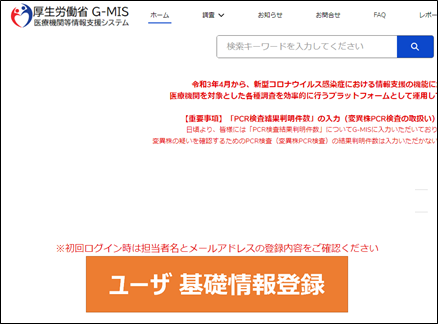 厚生労働省 G-MIS
医療機関等情報支援システム
ホーム 調査 お知らせ お問合せ FAQ レポー
検索キーワードを入力してください
令和3年4月から、新型コロナウイルス感染症における情報支援の機能に
医療機関を対象とした各種調査を効率的に行うプラットフォームとして運用して
【重要事項】「PCR検査結果判明件数」の入力（変異株PCR検査の取扱い）
日頃より、皆様には「PCR検査結果判明件数」についてG-MISに入力いただいており
変異株の疑いを確認するためのPCR検査（変異株PCR検査）の結果判明件数は入力いただかない
※初回ログイン時は担当者名とメールアドレスの登録内容をご確認ください
ユーザ 基礎情報登録